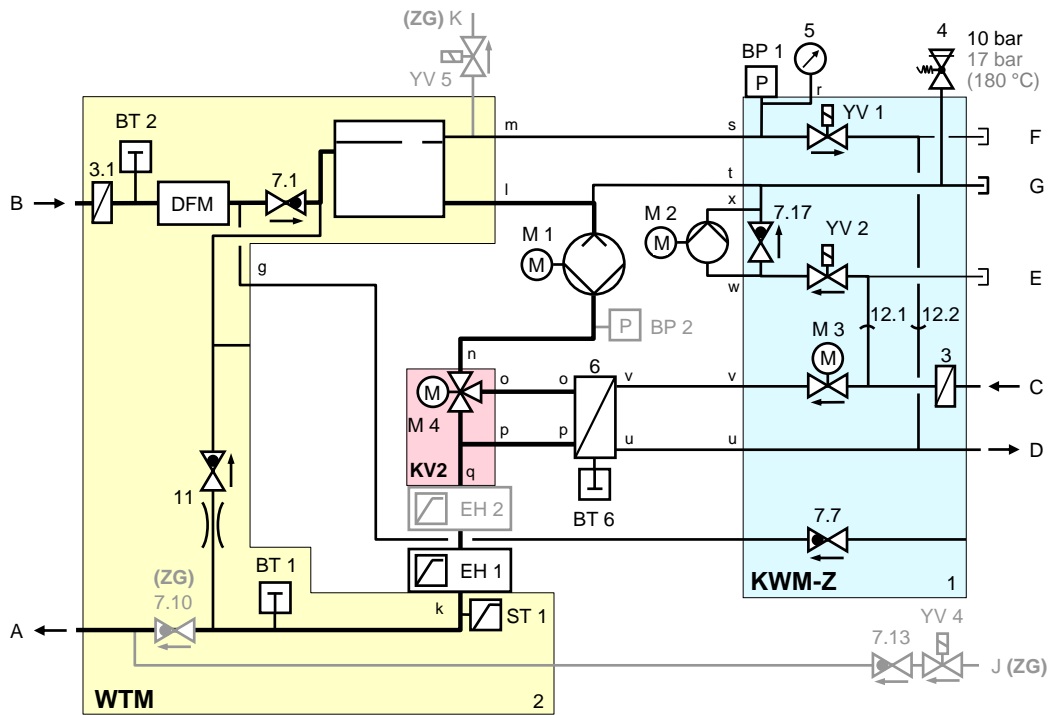 (ZG) K
YV 5
5
BP 1
P
r
4
10 bar
17 bar
(180 °C)
BT 2
3.1
B
DFM
7.1
m
s
YV 1
F
t
G
l
x
M 2
M
7.17
YV 2
M 1
M
w
E
g
P
BP 2
12.1
12.2
n
M 3
M
3
6
M
o
o
v
v
C
M 4
p
p
u
u
D
KV2
q
EH 2
BT 6
11
7.7
EH 1
KWM-Z
1
(ZG)
7.10
BT 1
k
ST 1
A
YV 4
7.13
J (ZG)
WTM
2